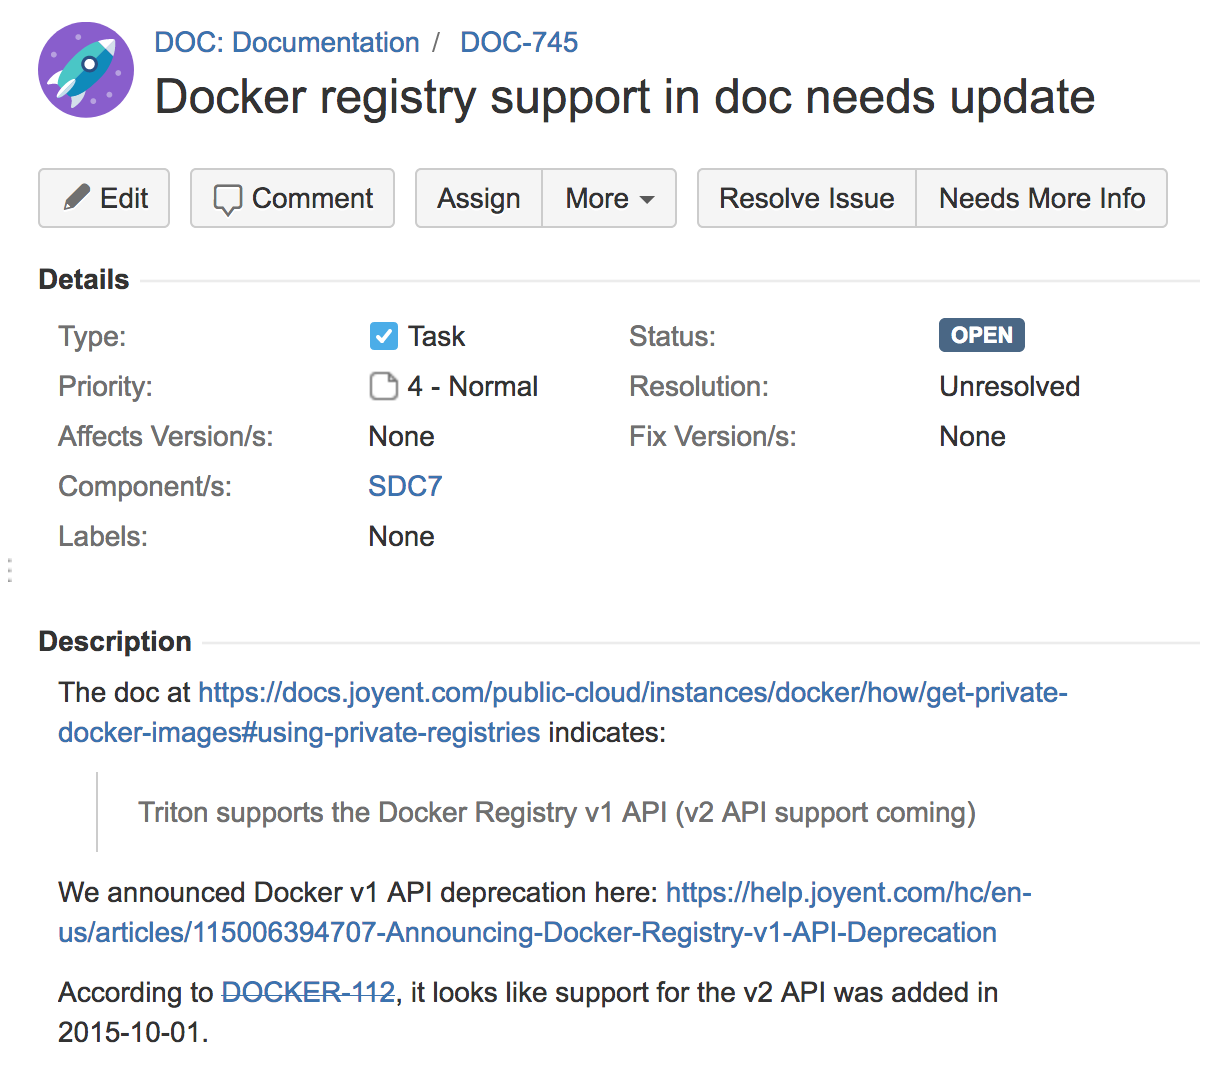 DOC: Documentation / DOC-745
Docker registry support in doc needs update
Edit Comment Assign More Resolve Issue Needs More Info
Details
Type: Task Status: OPEN
Priority: 4 - Normal Resolution: Unresolved
Affects Version/s: None Fix Version/s: None
Component/s: SDC7
Labels: None
Description
The doc at https://docs.joyent.com/public-cloud/instances/docker/how/get-private-
docker-images#using-private-registries indicates:
Triton supports the Docker Registry v1 API (v2 API support coming)
We announced Docker v1 API deprecation here: https://help.joyent.com/hc/en-
us/articles/115006394707-Announcing-Docker-Registry-v1-API-Deprecation
According to DOCKER-112, it looks like support for the v2 API was added in
2015-10-01.